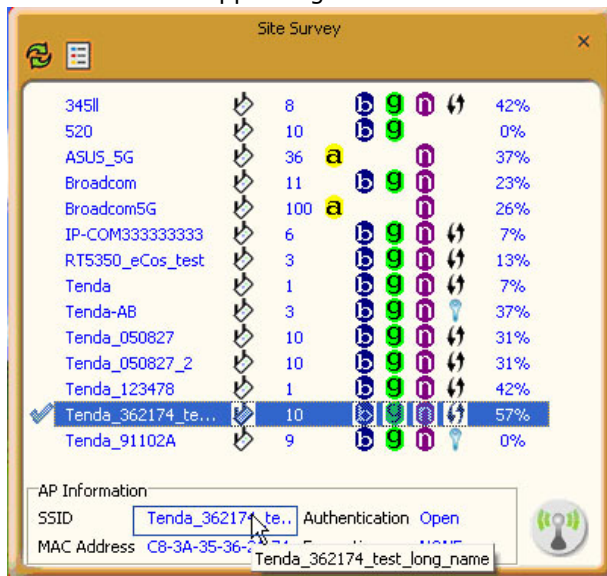 Site Survey
345ll 8 b g n 42%
520 10 b g 0%
ASUS_5G 36 a n 37%
Broadcom 11 b g n 23%
Broadcom5G 100 a n 26%
IP-COM333333333 6 b g n 7%
RT5350_eCos_test 3 b g n 13%
Tenda 1 b g n 7%
Tenda-AB 3 b g n 37%
Tenda_050827 10 b g n 31%
Tenda_050827_2 10 b g n 31%
Tenda_123478 1 b g n 42%
Tenda_362174_te... 10 b g n 57%
Tenda_91102A 9 b g n 0%
AP Information
SSID Tenda_362174_te.. Authentication Open
MAC Address C8-3A-35-36-
Tenda_362174_test_long_name